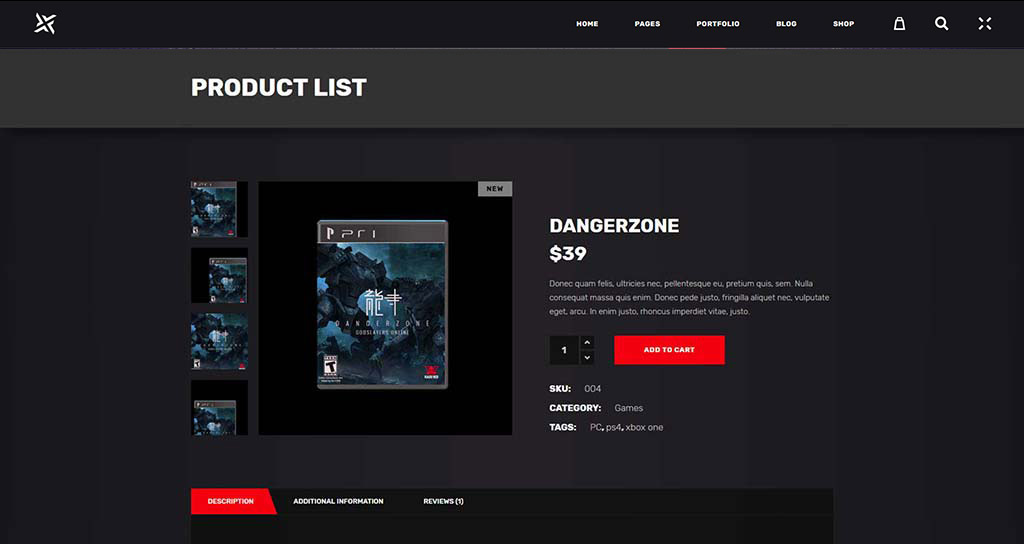 HOME PAGES PORTFOLIO BLOG SHOP
PRODUCT LIST
NEW
PRI
DANGERZONE
GODSLAYERS ONLINE
T
DANGERZONE
$39
Donec quam felis, ultricies nec, pellentesque eu, pretium quis, sem. Nulla
consequat massa quis enim. Donec pede justo, fringilla aliquet nec, vulputate
eget, arcu. In enim justo, rhoncus imperdiet vitae, justo.
1
ADD TO CART
SKU: 004
CATEGORY: Games
TAGS: PC, ps4, xbox one
DESCRIPTION ADDITIONAL INFORMATION REVIEWS (1)